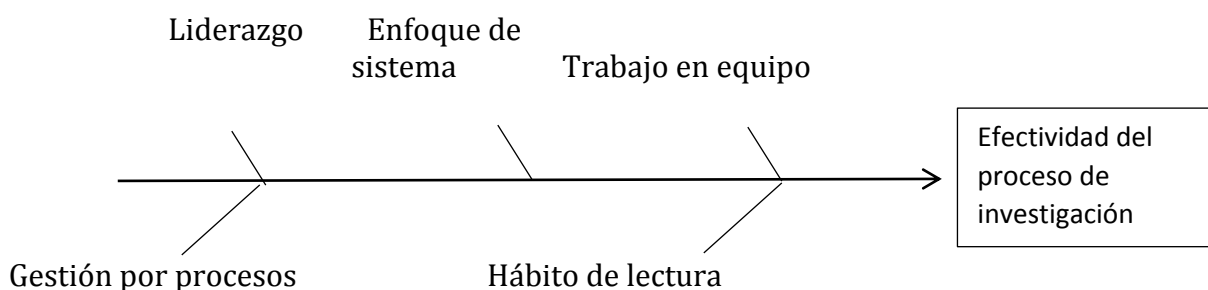 Liderazgo
Enfoque de
sistema
Trabajo en equipo
Efectividad del
proceso de
investigación
Gestión por procesos
Hábito de lectura